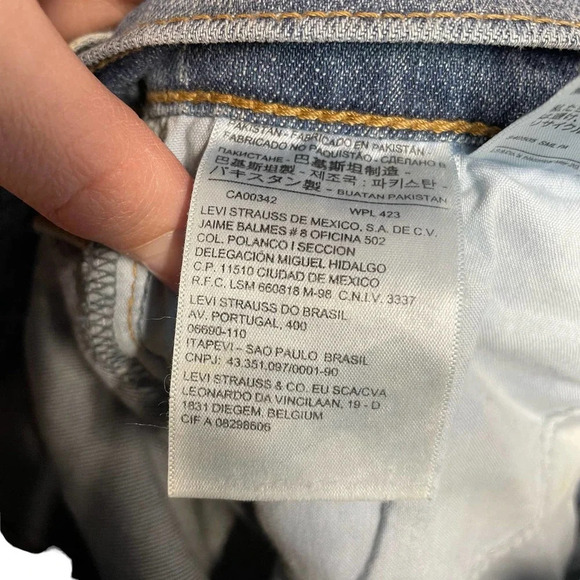 PAKISTÁN - FABRICADO EN PAKISTÁN
FABRICADO NO PAQUISTÃO - СДЕЛАНО В
ПАКИСТАНЕ - 巴基斯坦制造 -
巴基斯坦製 - 제조국 : 파키스탄 -
パキスタン製 - BUATAN PAKISTAN
CA00342 WPL 423
LEVI STRAUSS DE MEXICO, S.A. DE C.V.
JAIME BALMES # 8 OFICINA 502
COL. POLANCO I SECCION
DELEGACIÓN MIGUEL HIDALGO
C.P. 11510 CIUDAD DE MEXICO
R.F.C. LSM 660818 M-98 C.N.I.V. 3337
LEVI STRAUSS DO BRASIL
AV. PORTUGAL, 400
06690-110
ITAPEVI – SAO PAULO BRASIL
CNPJ: 43.351.097/0001-90
LEVI STRAUSS & CO. EU SCA/CVA
LEONARDO DA VINCILAAN, 19 - D
1831 DIEGEM, BELGIUM
CIF A 08298606